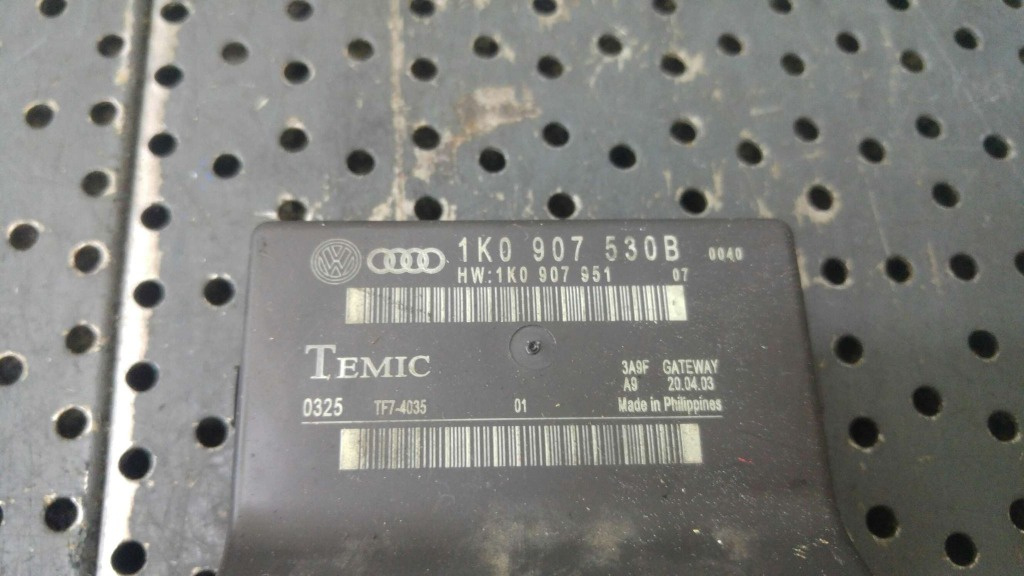 1K0 907 530B 0040
HW:1K0 907 951 07
TEMIC
3A9F GATEWAY
A9 20.04.03
0325 TF7-4035 01 Made in Philippines